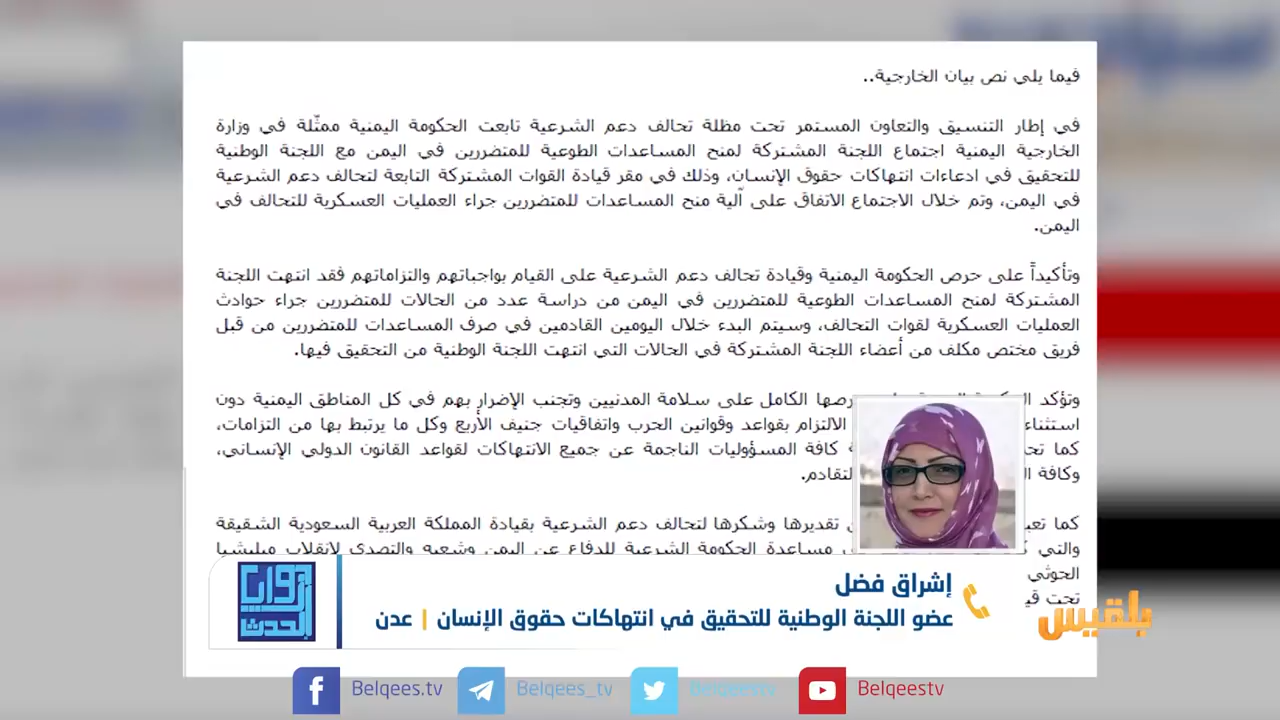 فيما يلي نص بيان الخارجية..
في إطار التنسيق والتعاون المستمر تحت مظلة تحالف دعم الشرعية تابعت الحكومة اليمنية ممثّلة في وزارة
الخارجية اليمنية اجتماع اللجنة المشتركة لمنح المساعدات الطوعية للمتضررين في اليمن مع اللجنة الوطنية
للتحقيق في ادعاءات انتهاكات حقوق الإنسان، وذلك في مقر قيادة القوات المشتركة التابعة لتحالف دعم الشرعية
في اليمن، وتم خلال الاجتماع الاتفاق على آلية منح المساعدات للمتضررين جراء العمليات العسكرية للتحالف في
اليمن.
وتأكيداً على حرص الحكومة اليمنية وقيادة تحالف دعم الشرعية على القيام بواجباتهم والتزاماتهم فقد انتهت اللجنة
المشتركة لمنح المساعدات الطوعية للمتضررين في اليمن من دراسة عدد من الحالات للمتضررين جراء حوادث
العمليات العسكرية لقوات التحالف، وسيتم البدء خلال اليومين القادمين في صرف المساعدات للمتضررين من قبل
فريق مختص مكلف من أعضاء اللجنة المشتركة في الحالات التي انتهت اللجنة الوطنية من التحقيق فيها.
وتؤكد الكامل على سلامة المدنيين وتجنب الإضرار بهم في كل المناطق اليمنية دون
استثناء الالتزام بقواعد وقوانين الحرب واتفاقيات جنيف الأربع وكل ما يرتبط بها من التزامات،
كما كافة المسؤوليات الناجمة عن جميع الانتهاكات لقواعد القانون الدولي الإنساني،
وكافة التقادم.
كما تقديرها وشكرها لتحالف دعم الشرعية بقيادة المملكة العربية السعودية الشقيقة
والتي مساعدة الحكومة الشرعية للدفاع عن اليمن وشعبه والتصدي لانقلاب ميليشيا
الحوثي
تحت
إشراق فضل
عضو اللجنة الوطنية للتحقيق في انتهاكات حقوق الإنسان | عدن
زوايا الحدث
بلقيس
Belqees.tv
Belqees_tv
Belqeestv
Belqeestv